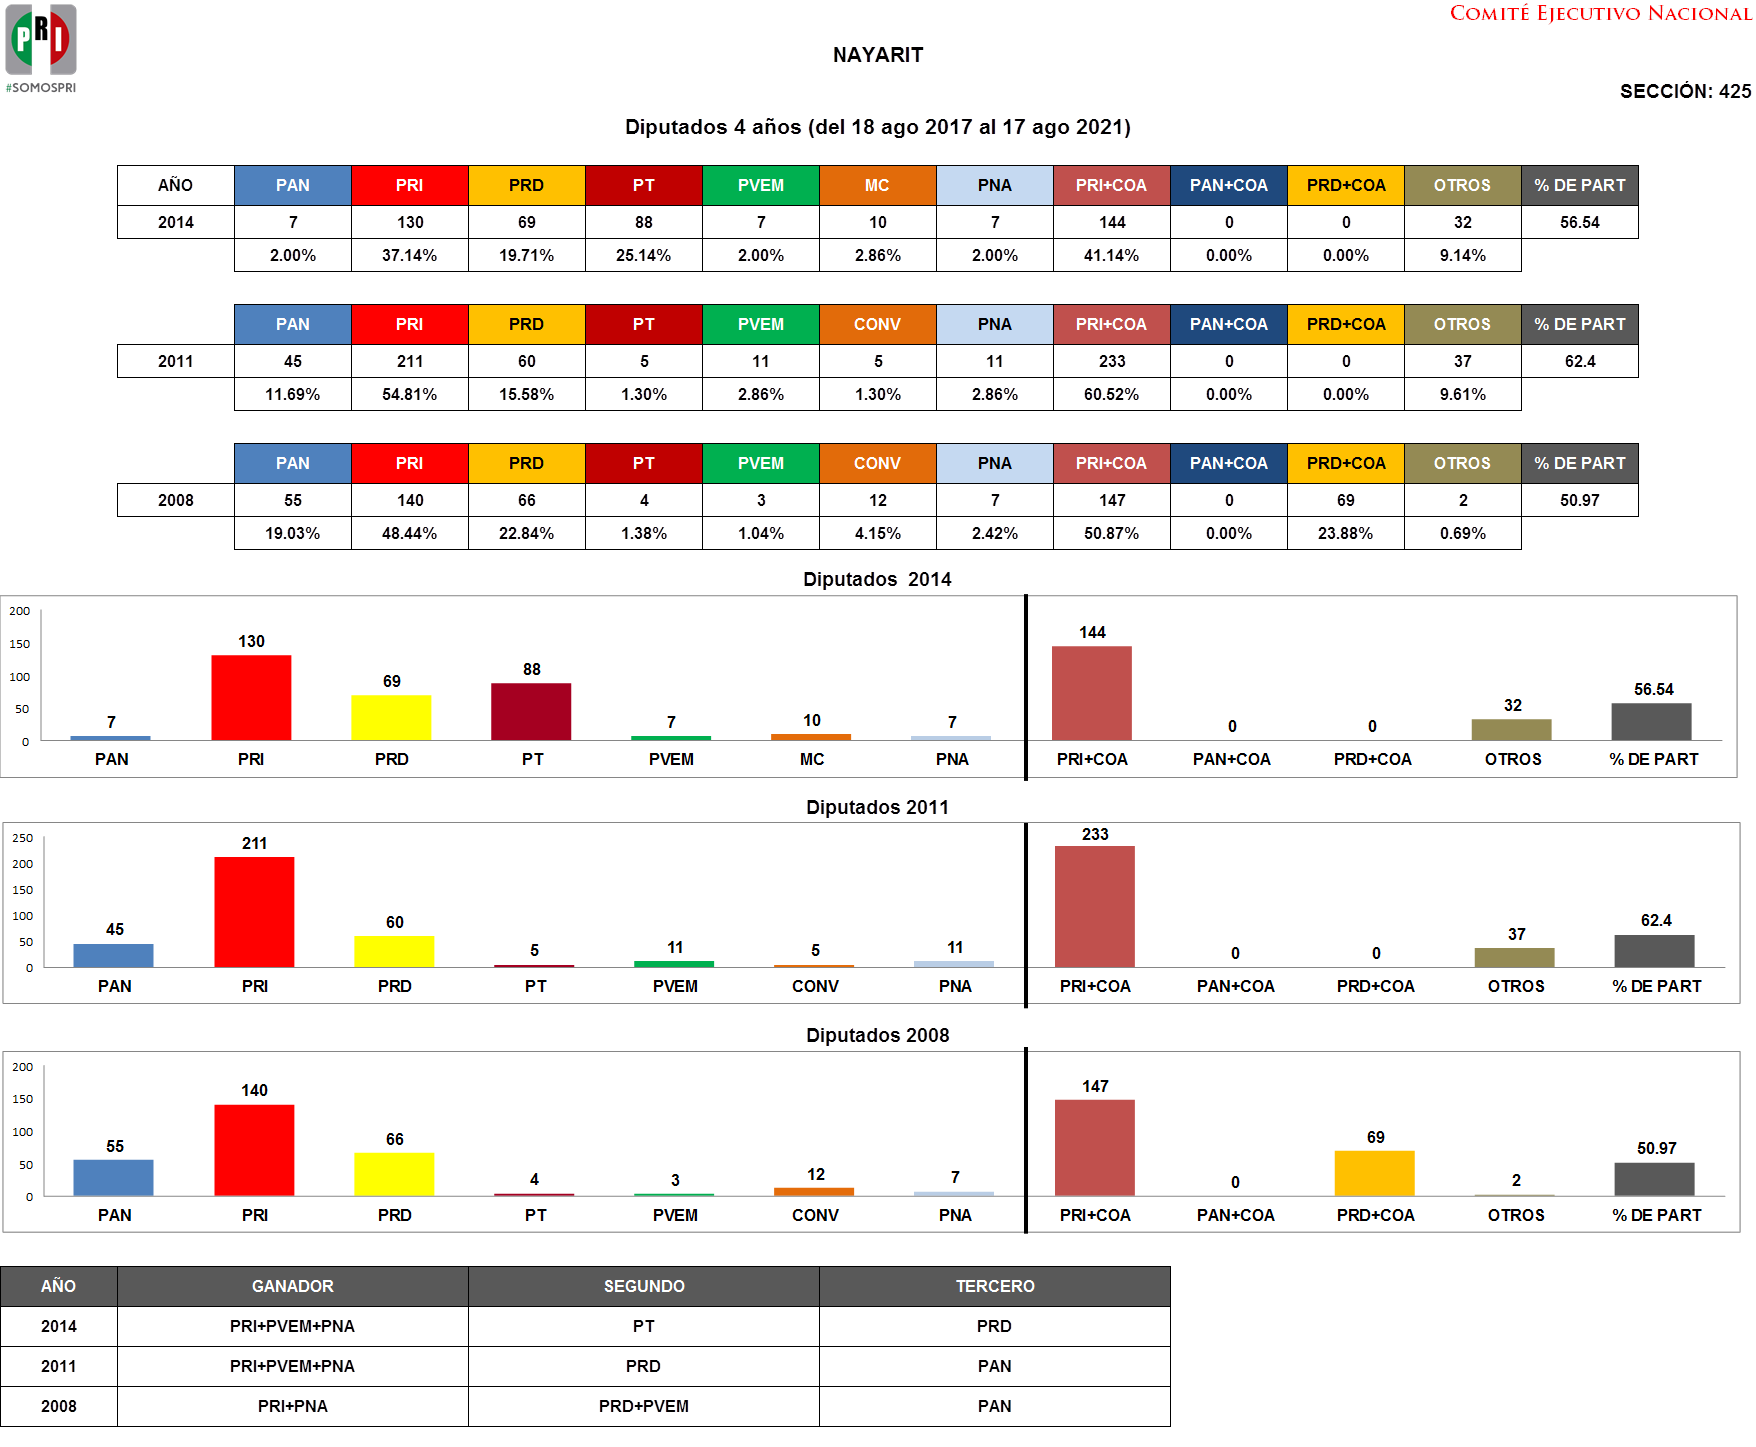 PRI
#SOMOSPRI
COMITÉ EJECUTIVO NACIONAL
NAYARIT
SECCIÓN: 425
Diputados 4 años (del 18 ago 2017 al 17 ago 2021)
AÑO PAN PRI PRD PT PVEM MC PNA PRI+COA PAN+COA PRD+COA OTROS % DE PART
2014 7 130 69 88 7 10 7 144 0 0 32 56.54
2.00% 37.14% 19.71% 25.14% 2.00% 2.86% 2.00% 41.14% 0.00% 0.00% 9.14%
PAN PRI PRD PT PVEM CONV PNA PRI+COA PAN+COA PRD+COA OTROS % DE PART
2011 45 211 60 5 11 5 11 233 0 0 37 62.4
11.69% 54.81% 15.58% 1.30% 2.86% 1.30% 2.86% 60.52% 0.00% 0.00% 9.61%
PAN PRI PRD PT PVEM CONV PNA PRI+COA PAN+COA PRD+COA OTROS % DE PART
2008 55 140 66 4 3 12 7 147 0 69 2 50.97
19.03% 48.44% 22.84% 1.38% 1.04% 4.15% 2.42% 50.87% 0.00% 23.88% 0.69%
Diputados 2014
200
150
100
50
0
7 130 69 88 7 10 7 144 0 0 32 56.54
PAN PRI PRD PT PVEM MC PNA PRI+COA PAN+COA PRD+COA OTROS % DE PART
Diputados 2011
250
200
150
100
50
0
45 211 60 5 11 5 11 233 0 0 37 62.4
PAN PRI PRD PT PVEM CONV PNA PRI+COA PAN+COA PRD+COA OTROS % DE PART
Diputados 2008
200
150
100
50
0
55 140 66 4 3 12 7 147 0 69 2 50.97
PAN PRI PRD PT PVEM CONV PNA PRI+COA PAN+COA PRD+COA OTROS % DE PART
AÑO GANADOR SEGUNDO TERCERO
2014 PRI+PVEM+PNA PT PRD
2011 PRI+PVEM+PNA PRD PAN
2008 PRI+PNA PRD+PVEM PAN